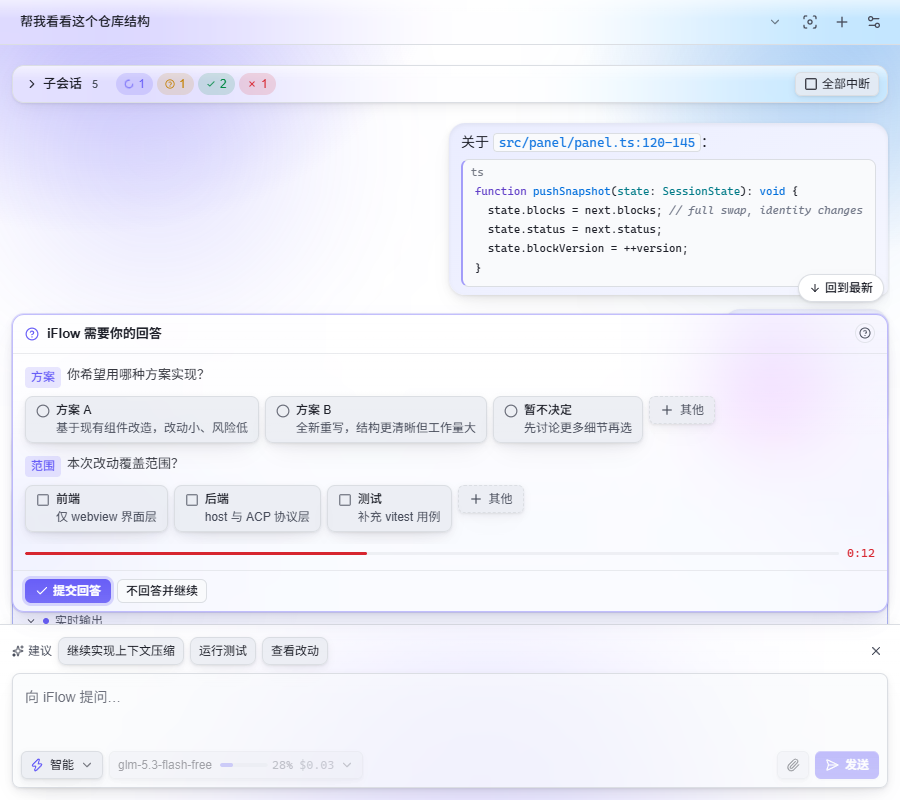 帮我看看这个仓库结构
子会话 5 1 1 2 1 全部中断
关于 src/panel/panel.ts:120-145：
ts
function pushSnapshot(state: SessionState): void {
state.blocks = next.blocks; // full swap, identity changes
state.status = next.status;
state.blockVersion = ++version;
}
回到最新
iFlow 需要你的回答
方案 你希望用哪种方案实现？
方案 A
基于现有组件改造，改动小、风险低
方案 B
全新重写，结构更清晰但工作量大
暂不决定
先讨论更多细节再选
其他
范围 本次改动覆盖范围？
前端
仅 webview 界面层
后端
host 与 ACP 协议层
测试
补充 vitest 用例
其他
0:12
提交回答 不回答并继续
实时输出
建议 继续实现上下文压缩 运行测试 查看改动
向 iFlow 提问…
智能 glm-5.3-flash-free 28% $0.03 发送